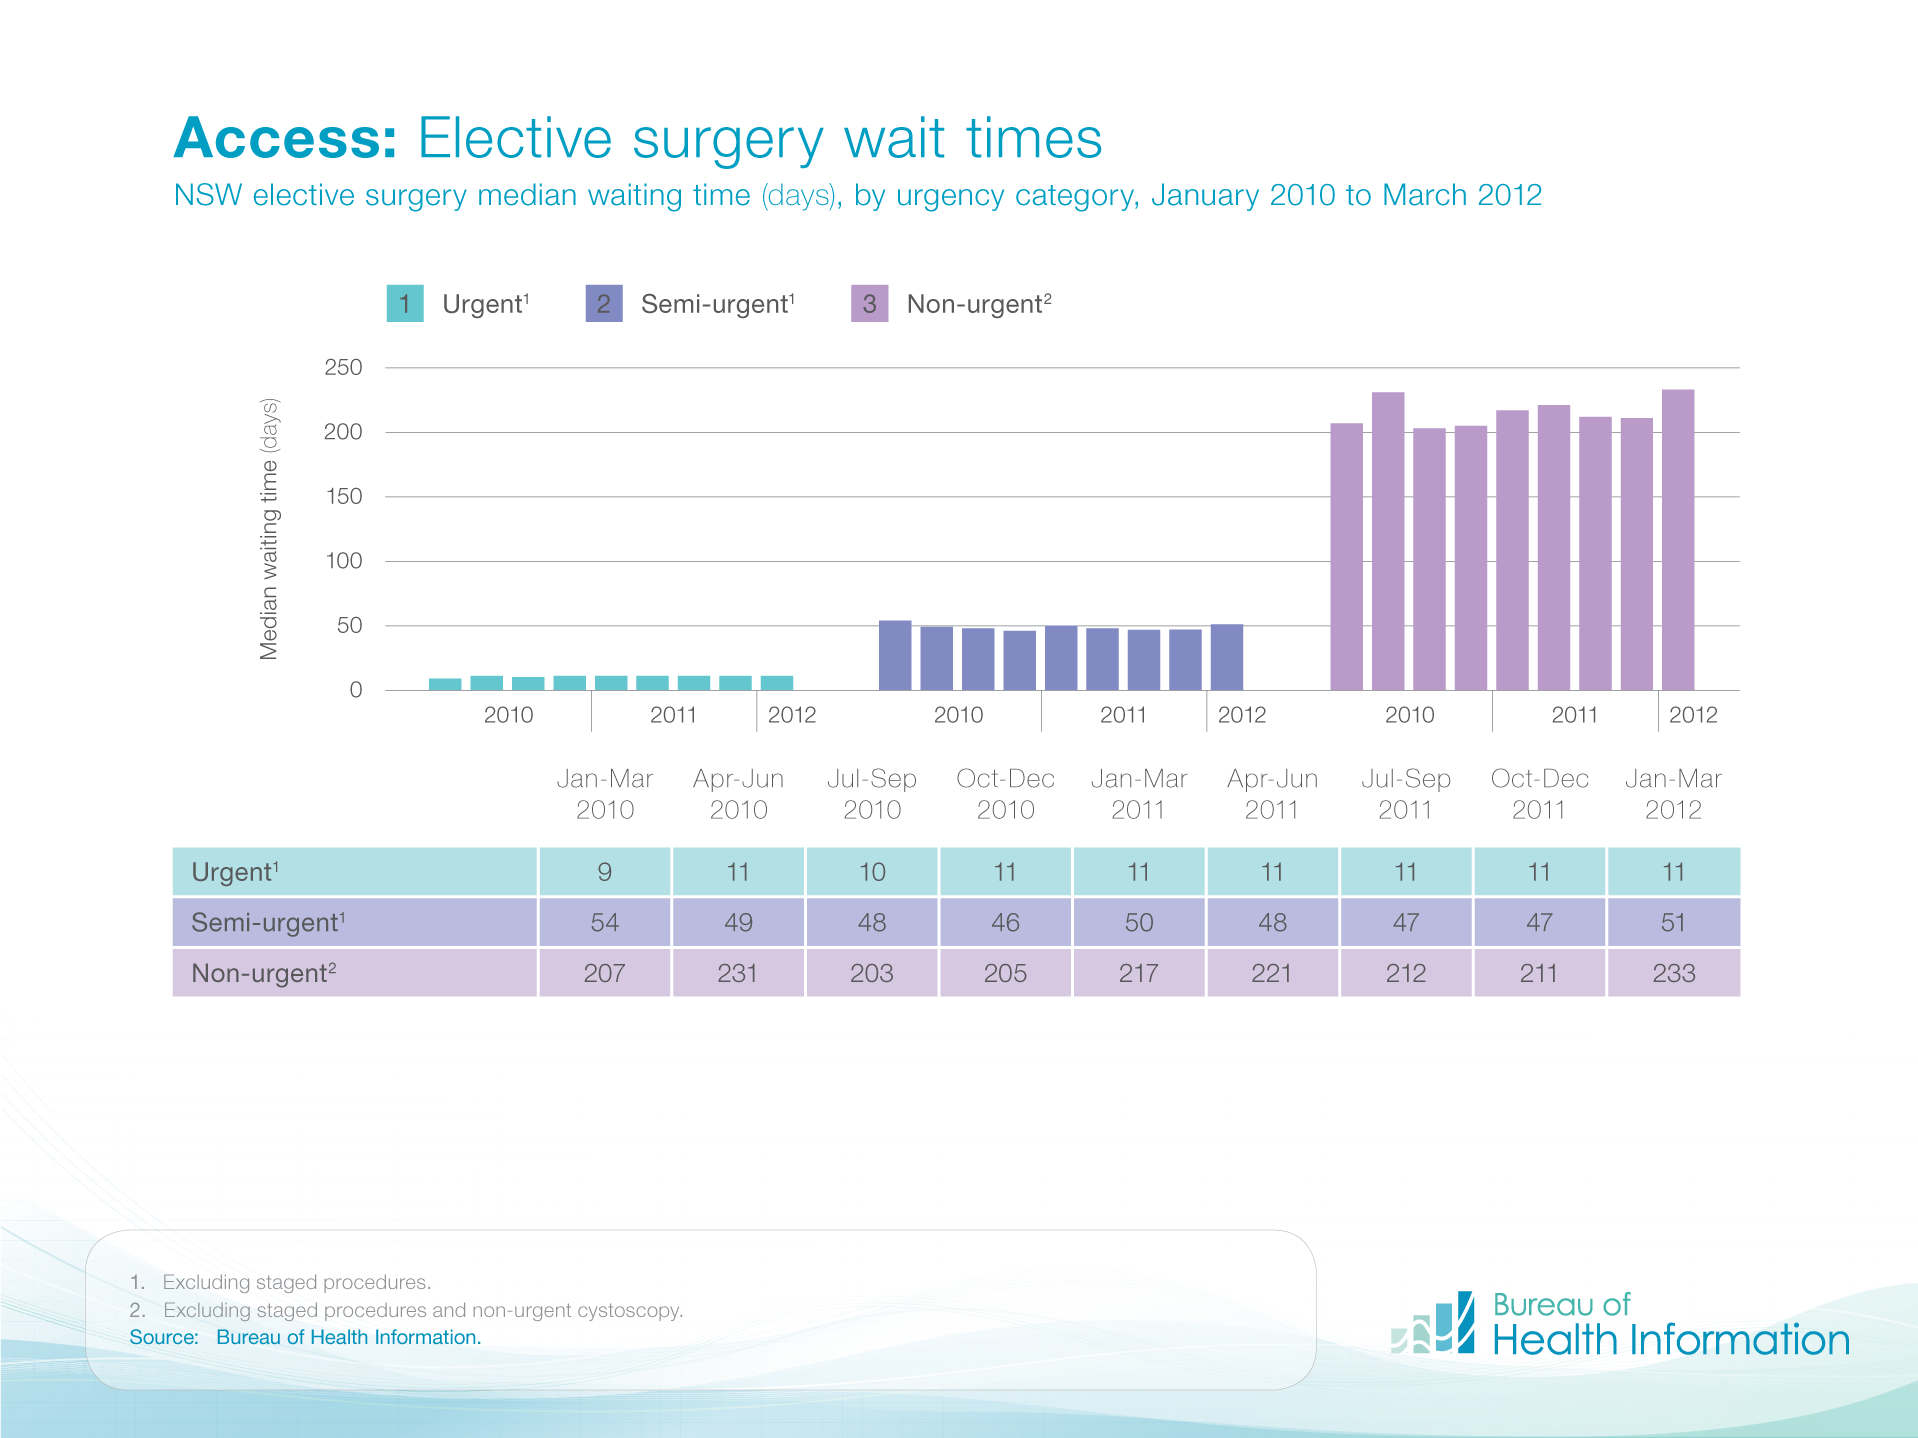 Access: Elective surgery wait times
NSW elective surgery median waiting time (days), by urgency category, January 2010 to March 2012
1 Urgent¹ 2 Semi-urgent¹ 3 Non-urgent²
Median waiting time (days)
250
200
150
100
50
0
2010 2011 2012 2010 2011 2012 2010 2011 2012
Jan-Mar Apr-Jun Jul-Sep Oct-Dec Jan-Mar Apr-Jun Jul-Sep Oct-Dec Jan-Mar
2010 2010 2010 2010 2011 2011 2011 2011 2012
Urgent¹ 9 11 10 11 11 11 11 11 11
Semi-urgent¹ 54 49 48 46 50 48 47 47 51
Non-urgent² 207 231 203 205 217 221 212 211 233
1. Excluding staged procedures.
2. Excluding staged procedures and non-urgent cystoscopy.
Source: Bureau of Health Information.
Bureau of
Health Information